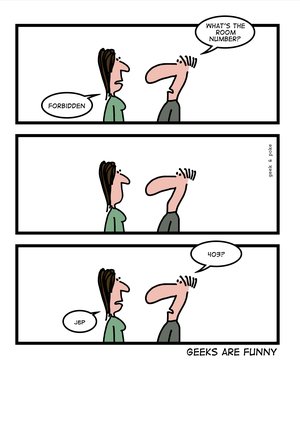 WHAT'S THE
ROOM
NUMBER?
FORBIDDEN
geek & poke
403?
JEP
GEEKS ARE FUNNY